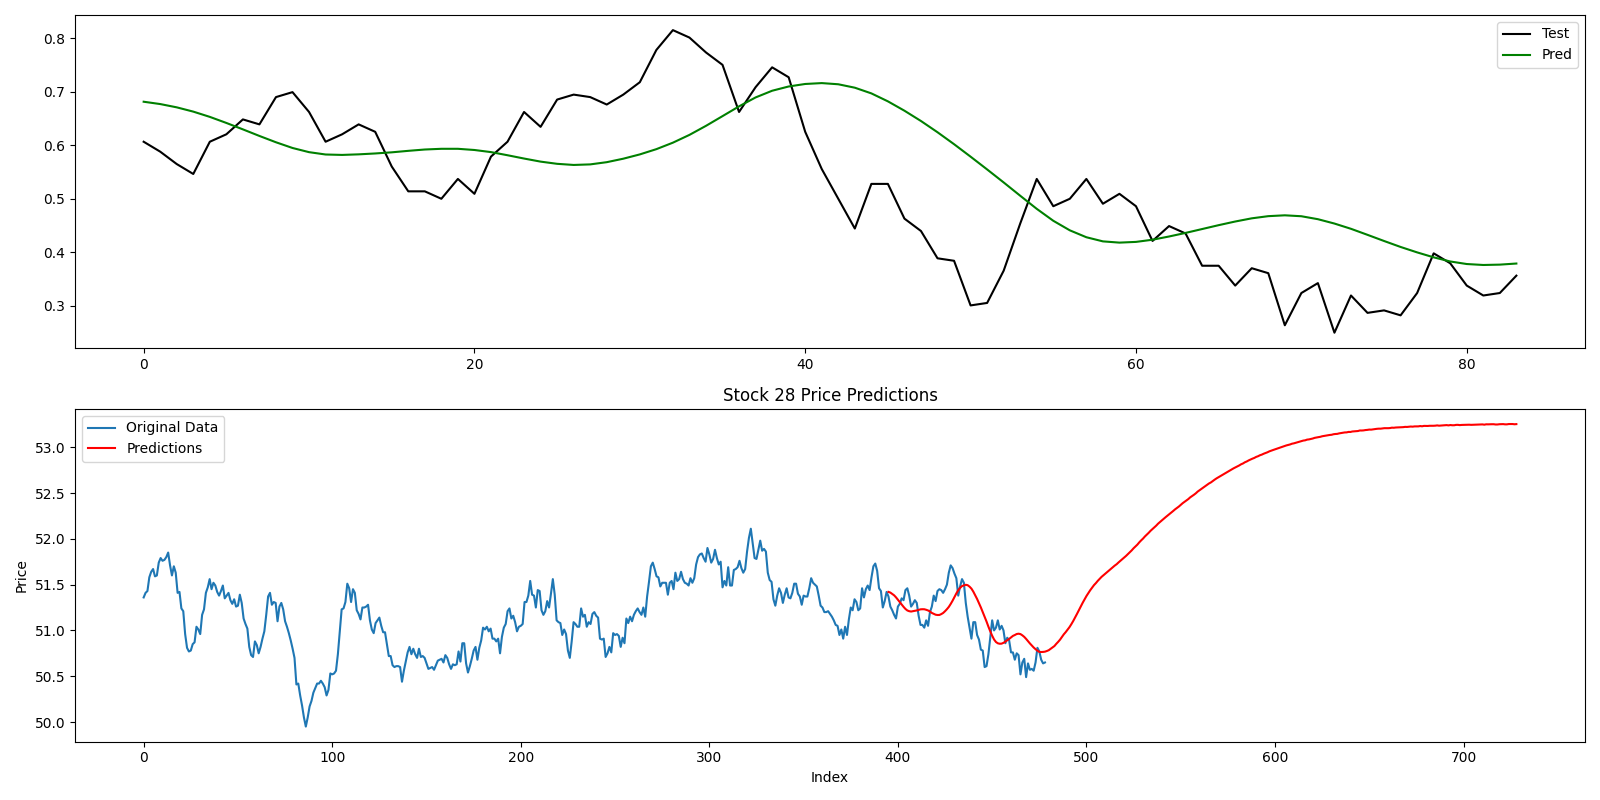 0.8
0.7
0.6
0.5
0.4
0.3
Test
Pred
0 20 40 60 80
Stock 28 Price Predictions
Original Data
Predictions
53.0
52.5
52.0
51.5
51.0
50.5
50.0
Price
0 100 200 300 400 500 600 700
Index